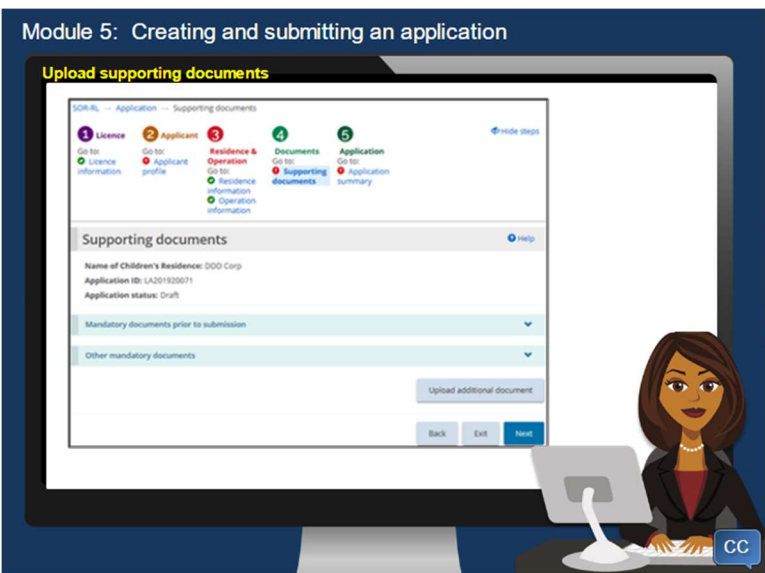 Module 5: Creating and submitting an application
Upload supporting documents
SOR-RL → Application → Supporting documents
1 Licence
Go to:
Licence information
2 Applicant
Go to:
Applicant profile
3 Residence & Operation
Go to:
Residence information
Operation information
4 Documents
Go to:
Supporting documents
5 Application
Go to:
Application summary
Hide steps
Supporting documents
Help
Name of Children's Residence: DDO Corp
Application ID: LA201920071
Application status: Draft
Mandatory documents prior to submission
Other mandatory documents
Upload additional document
Back Exit Next
CC